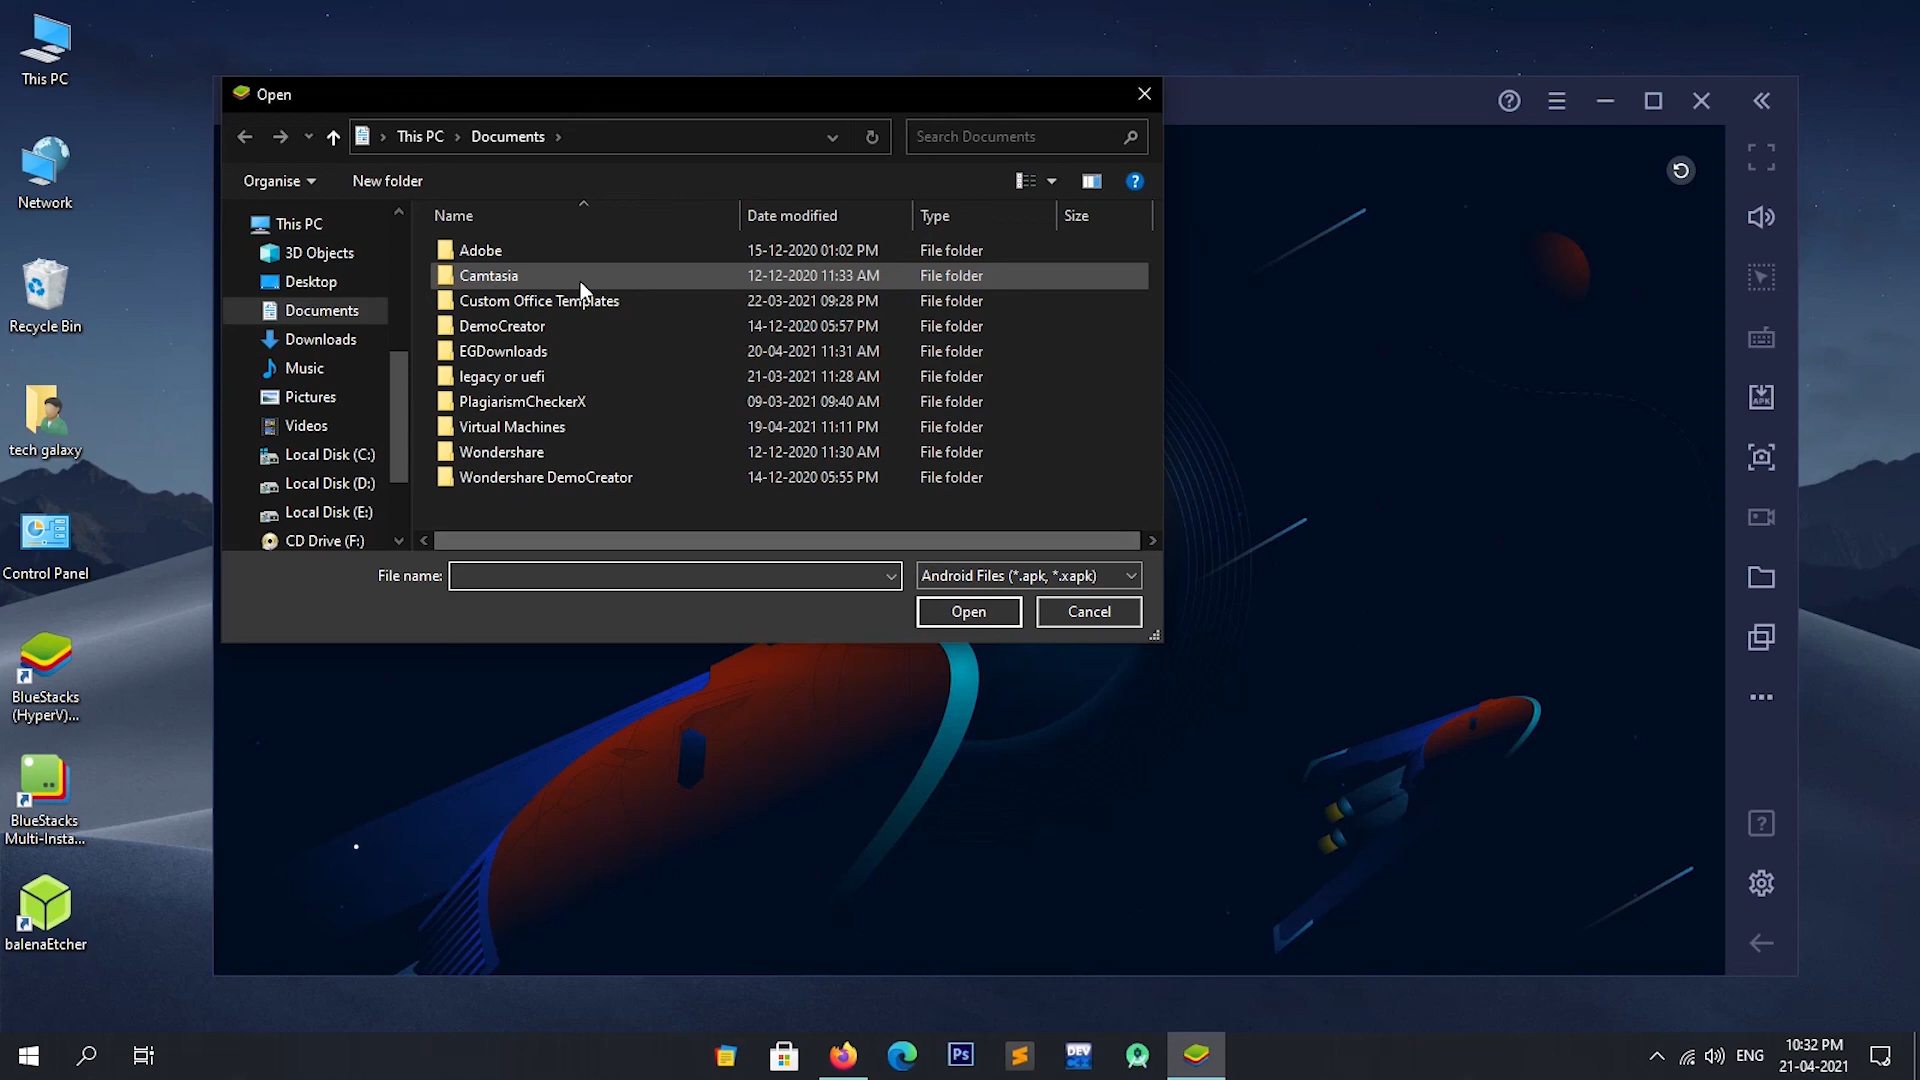 This PC
Network
Recycle Bin
tech galaxy
Control Panel
BlueStacks
(HyperV)...
BlueStacks
Multi-Insta...
balenaEtcher
Open
This PC
Documents
Search Documents
Organise
New folder
?
Name
Date modified
Type
Size
This PC
3D Objects
Desktop
Documents
Downloads
Music
Pictures
Videos
Local Disk (C:)
Local Disk (D:)
Local Disk (E:)
CD Drive (F:)
Adobe 15-12-2020 01:02 PM File folder
Camtasia 12-12-2020 11:33 AM File folder
Custom Office Templates 22-03-2021 09:28 PM File folder
DemoCreator 14-12-2020 05:57 PM File folder
EGDownloads 20-04-2021 11:31 AM File folder
legacy or uefi 21-03-2021 11:28 AM File folder
PlagiarismCheckerX 09-03-2021 09:40 AM File folder
Virtual Machines 19-04-2021 11:11 PM File folder
Wondershare 12-12-2020 11:30 AM File folder
Wondershare DemoCreator 14-12-2020 05:55 PM File folder
File name:
Android Files (*.apk, *.xapk)
Open
Cancel
?
APK
?
Ps
DEV
ENG
10:32 PM
21-04-2021